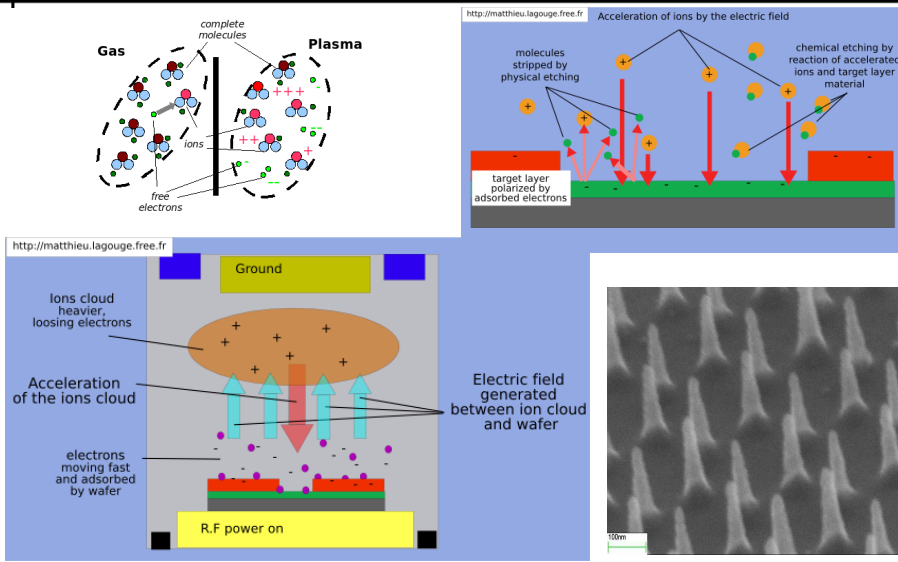 complete
molecules
Gas
Plasma
+++
-
--
++
ions
+
-
--
free
electrons
http://matthieu.lagouge.free.fr
Acceleration of ions by the electric field
molecules
stripped by
physical etching
chemical etching by
reaction of accelerated
ions and target layer
material
target layer
polarized by
adsorbed electrons
http://matthieu.lagouge.free.fr
Ground
Ions cloud
heavier,
loosing electrons
Acceleration
of the ions cloud
Electric field
generated
between ion cloud
and wafer
electrons
moving fast
and adsorbed
by wafer
R.F power on
100nm